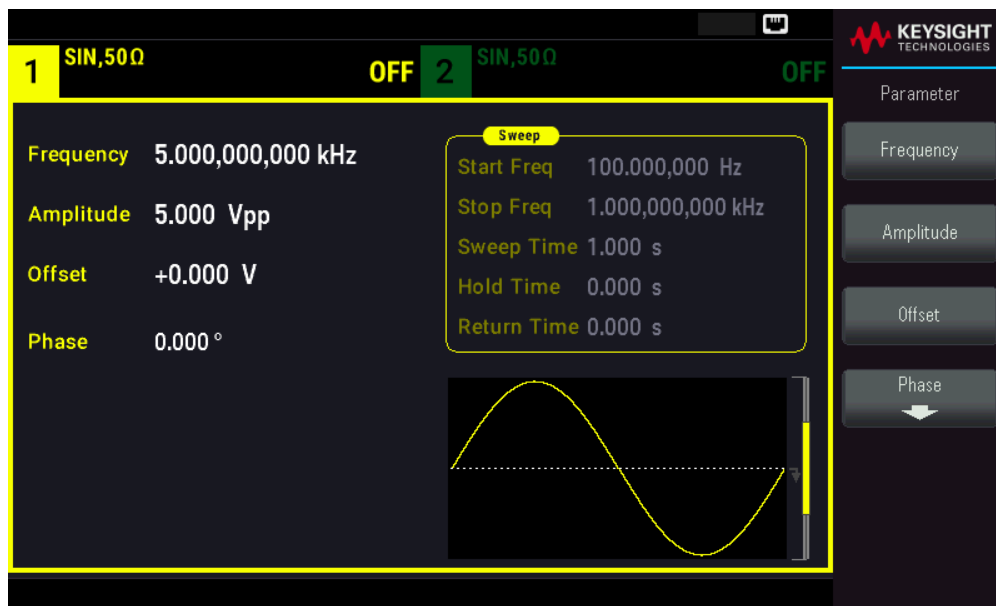 KEYSIGHT
TECHNOLOGIES
1 SIN,50Ω OFF
2 SIN,50Ω OFF
Frequency 5.000,000,000 kHz
Amplitude 5.000 Vpp
Offset +0.000 V
Phase 0.000 °
Sweep
Start Freq 100.000,000 Hz
Stop Freq 1.000,000,000 kHz
Sweep Time 1.000 s
Hold Time 0.000 s
Return Time 0.000 s
Parameter
Frequency
Amplitude
Offset
Phase